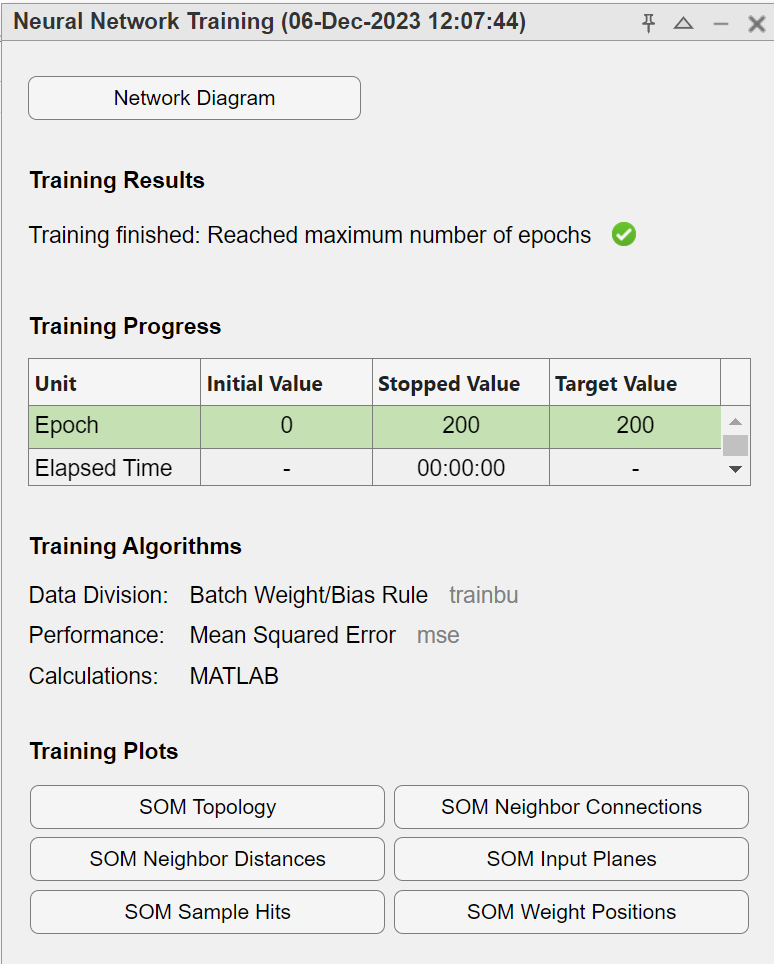 Neural Network Training (06-Dec-2023 12:07:44)
Network Diagram
Training Results
Training finished: Reached maximum number of epochs
Training Progress
Unit Initial Value Stopped Value Target Value
Epoch 0 200 200
Elapsed Time - 00:00:00 -
Training Algorithms
Data Division: Batch Weight/Bias Rule trainbu
Performance: Mean Squared Error mse
Calculations: MATLAB
Training Plots
SOM Topology SOM Neighbor Connections
SOM Neighbor Distances SOM Input Planes
SOM Sample Hits SOM Weight Positions